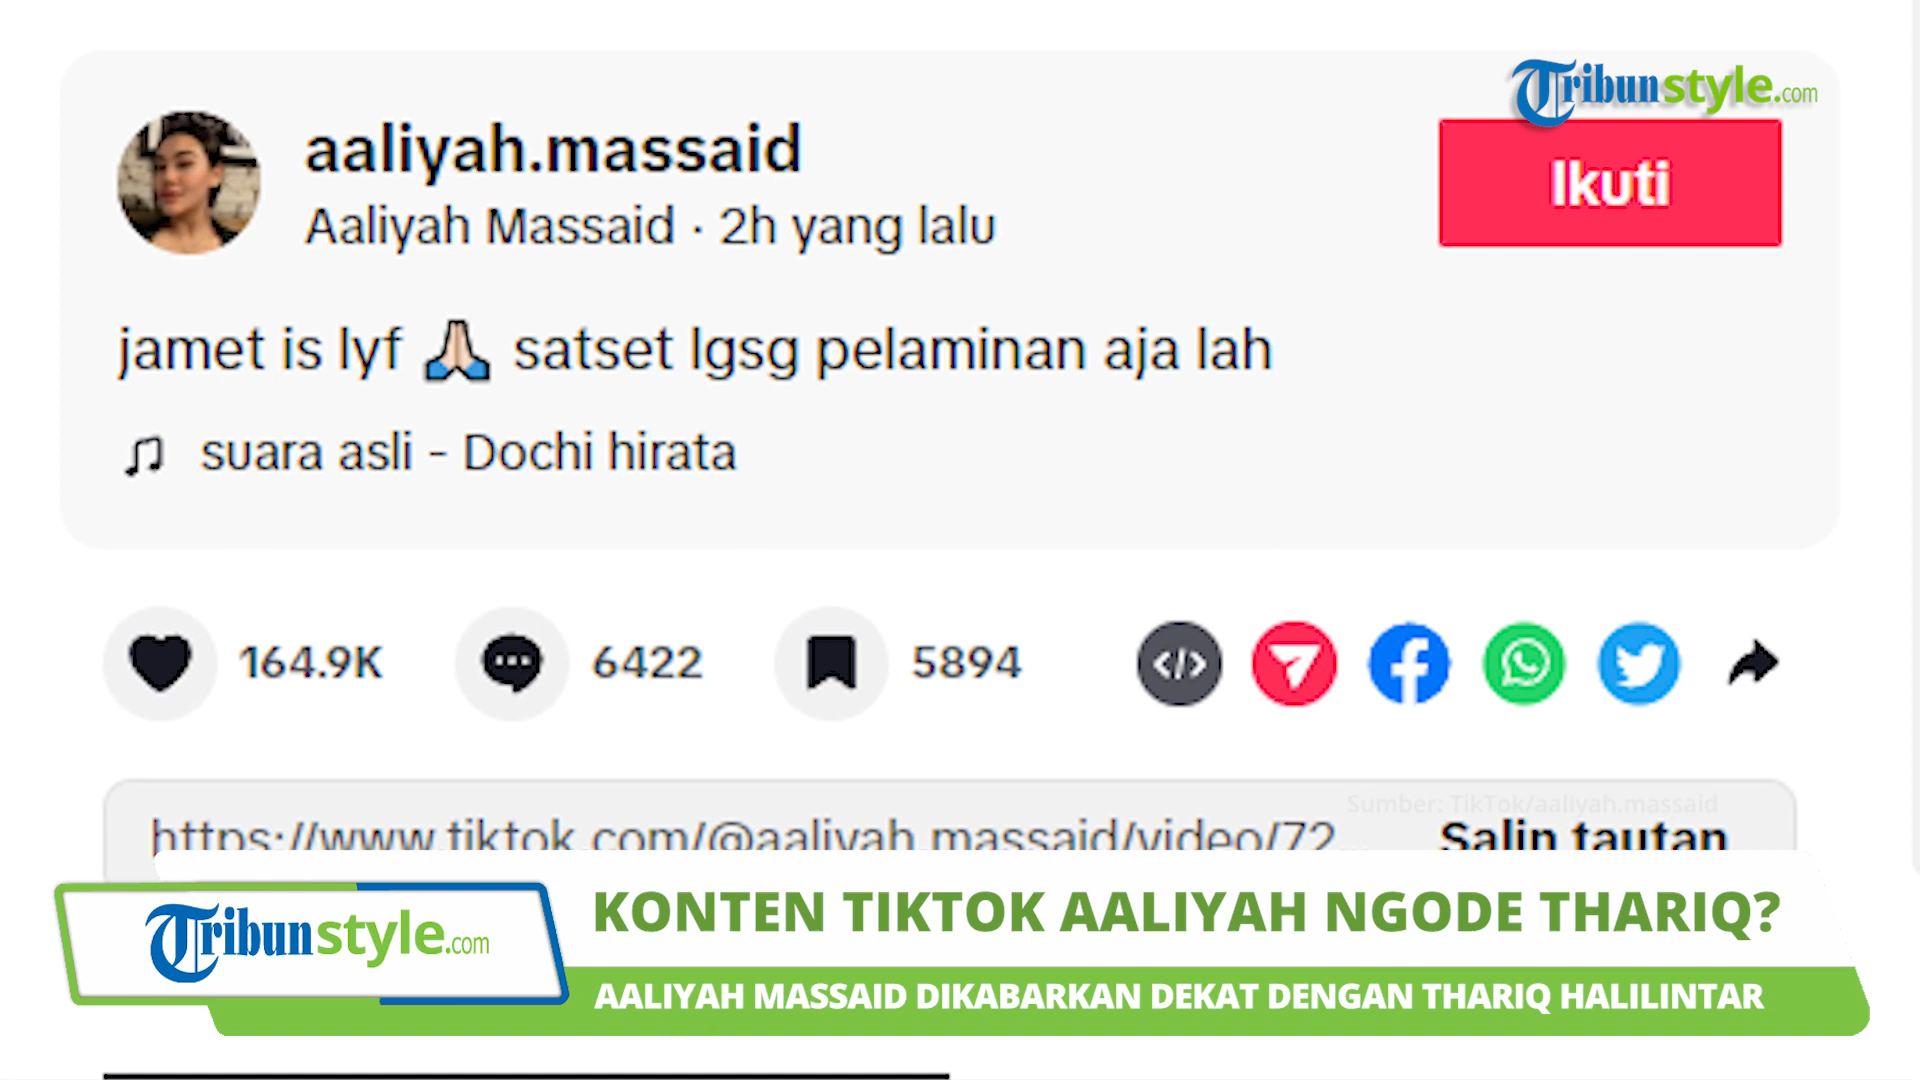 Tribunstyle.com
aaliyah.massaid
Aaliyah Massaid · 2h yang lalu
Ikuti
jamet is lyf 🙏🏻 satset lgsg pelaminan aja lah
suara asli - Dochi hirata
164.9K
6422
5894
Sumber: TikTok/aaliyah.massaid
https://www.tiktok.com/@aaliyah.massaid/video/72...
Salin tautan
Tribunstyle.com
KONTEN TIKTOK AALIYAH NGODE THARIQ?
AALIYAH MASSAID DIKABARKAN DEKAT DENGAN THARIQ HALILINTAR